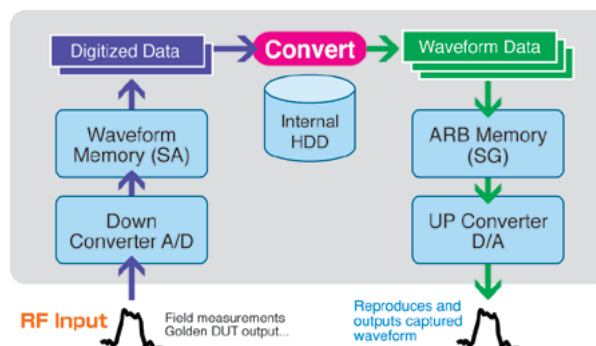 Digitized Data
Convert
Waveform Data
Internal
HDD
Waveform
Memory (SA)
ARB Memory
(SG)
Down
Converter A/D
UP Converter
D/A
RF Input
Field measurements
Golden DUT output...
Reproduces and
outputs captured
waveform